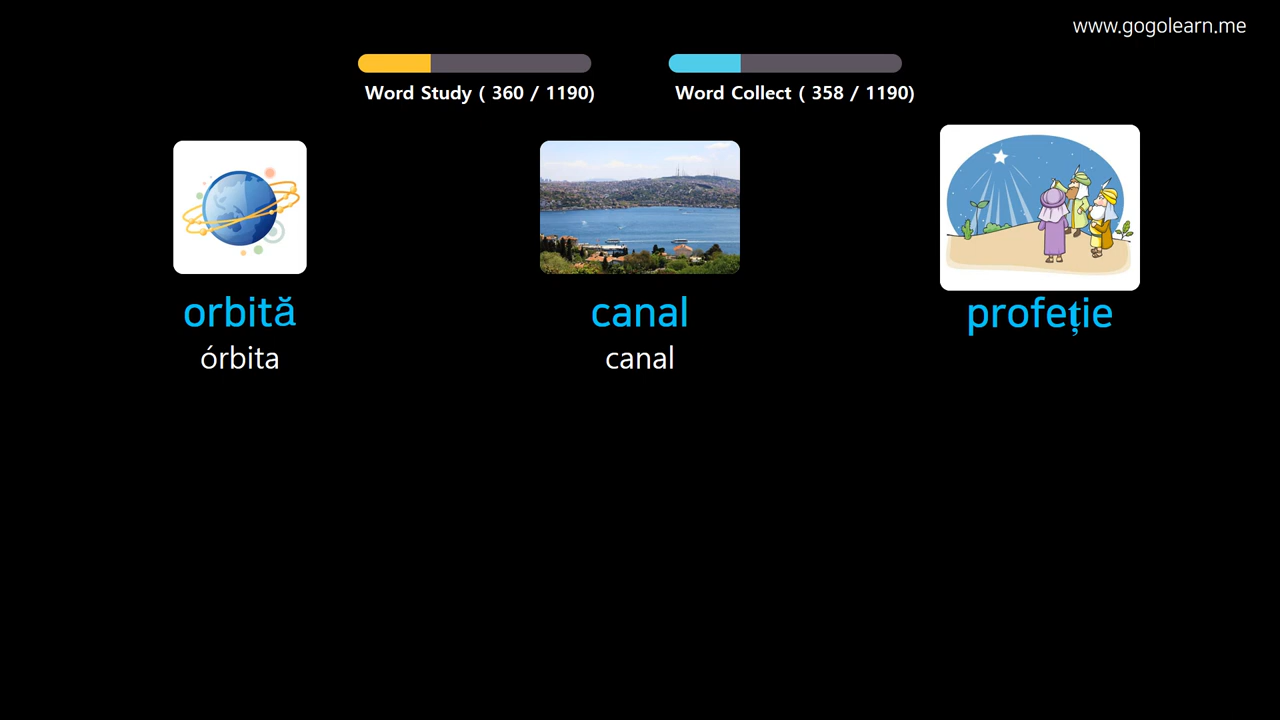 www.gogolearn.me
Word Study ( 360 / 1190)
Word Collect ( 358 / 1190)
orbită
órbita
canal
canal
profeție